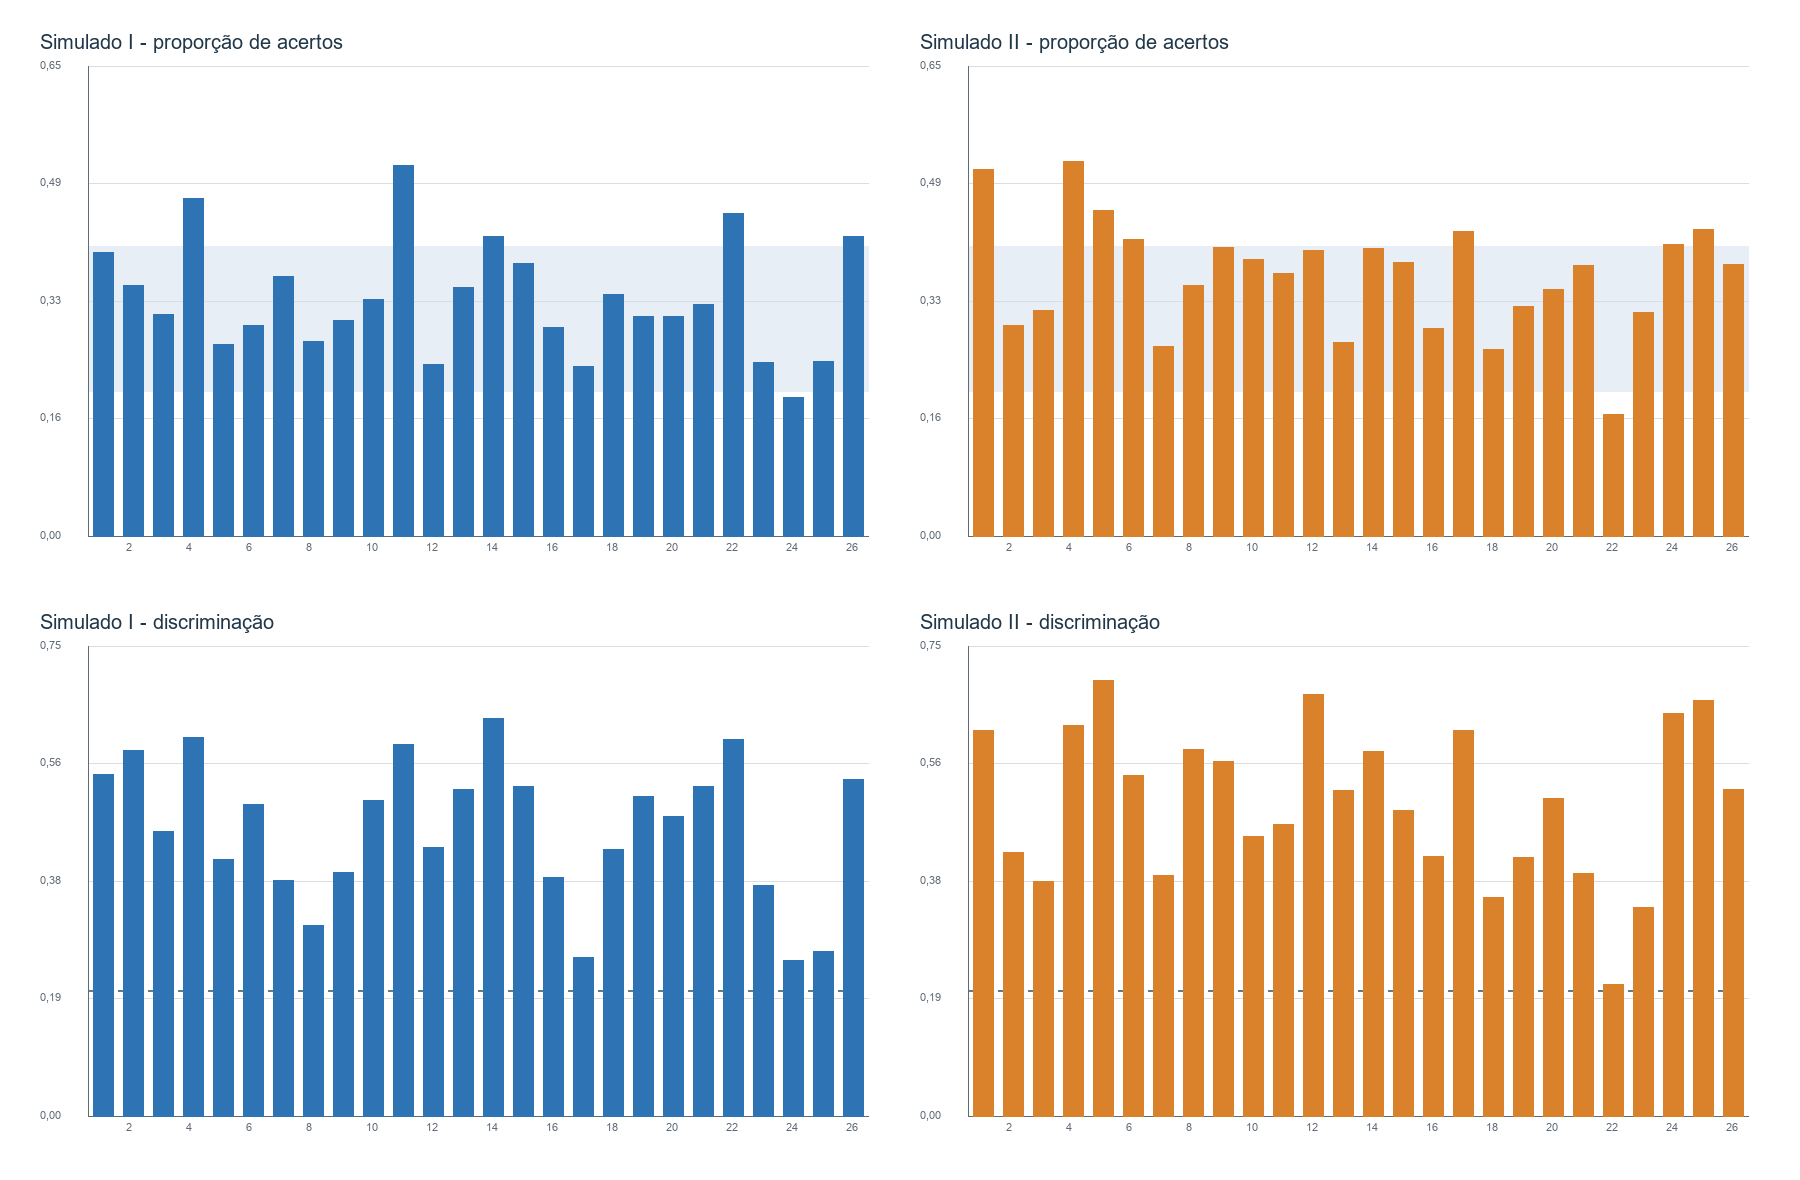 Simulado I - proporção de acertos
0,65
0,49
0,33
0,16
0,00
2 4 6 8 10 12 14 16 18 20 22 24 26
Simulado II - proporção de acertos
0,65
0,49
0,33
0,16
0,00
2 4 6 8 10 12 14 16 18 20 22 24 26
Simulado I - discriminação
0,75
0,56
0,38
0,19
0,00
2 4 6 8 10 12 14 16 18 20 22 24 26
Simulado II - discriminação
0,75
0,56
0,38
0,19
0,00
2 4 6 8 10 12 14 16 18 20 22 24 26